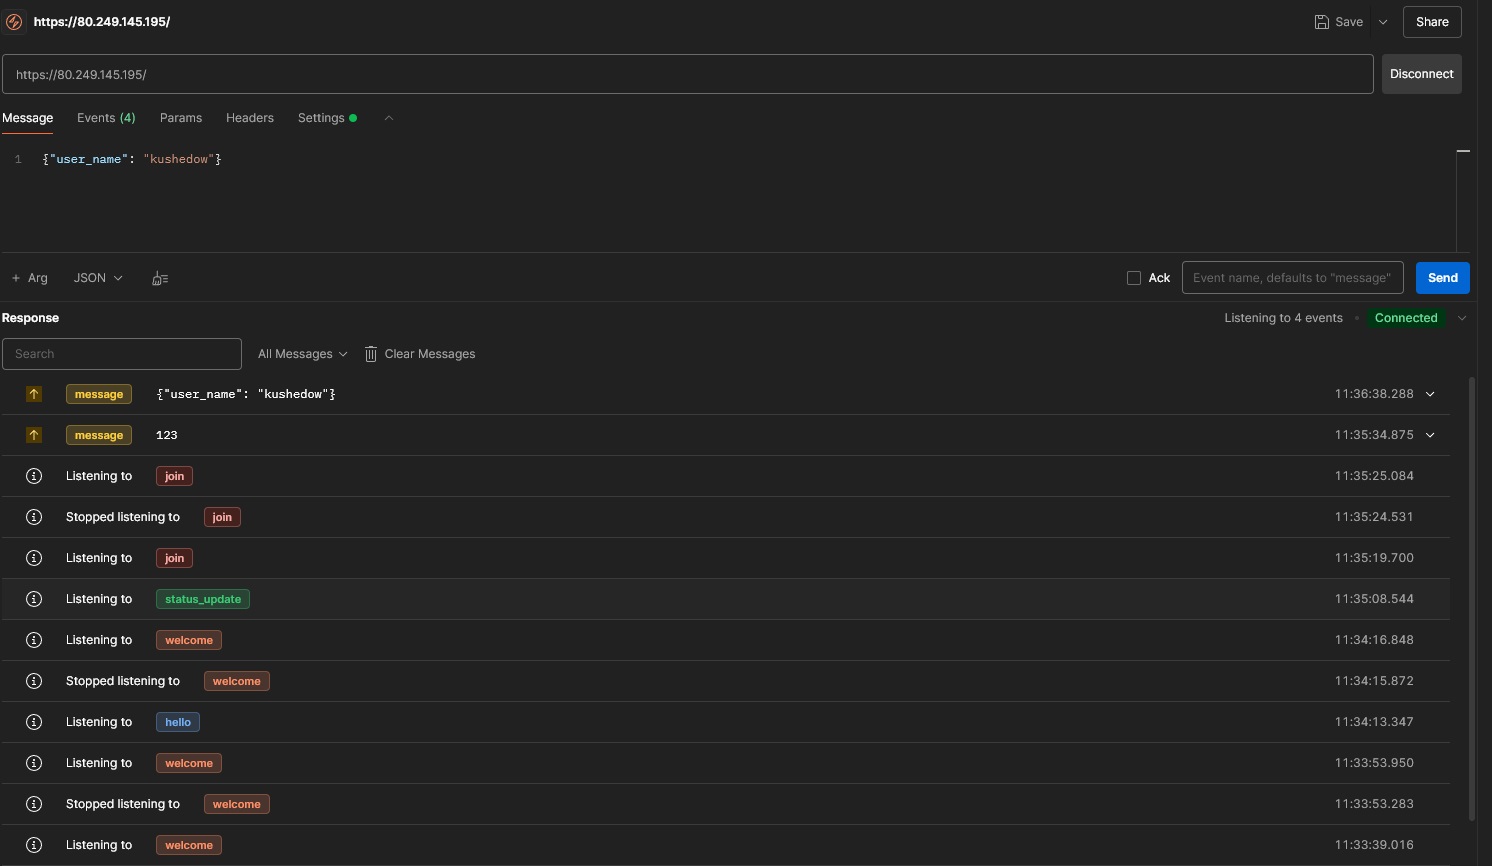 https://80.249.145.195/
Save
Share
https://80.249.145.195/
Disconnect
Message Events (4) Params Headers Settings
1 {"user_name": "kushedow"}
+ Arg JSON Ack Event name, defaults to "message" Send
Response Listening to 4 events • Connected
Search All Messages Clear Messages
message {"user_name": "kushedow"} 11:36:38.288
message 123 11:35:34.875
Listening to join 11:35:25.084
Stopped listening to join 11:35:24.531
Listening to join 11:35:19.700
Listening to status_update 11:35:08.544
Listening to welcome 11:34:16.848
Stopped listening to welcome 11:34:15.872
Listening to hello 11:34:13.347
Listening to welcome 11:33:53.950
Stopped listening to welcome 11:33:53.283
Listening to welcome 11:33:39.016